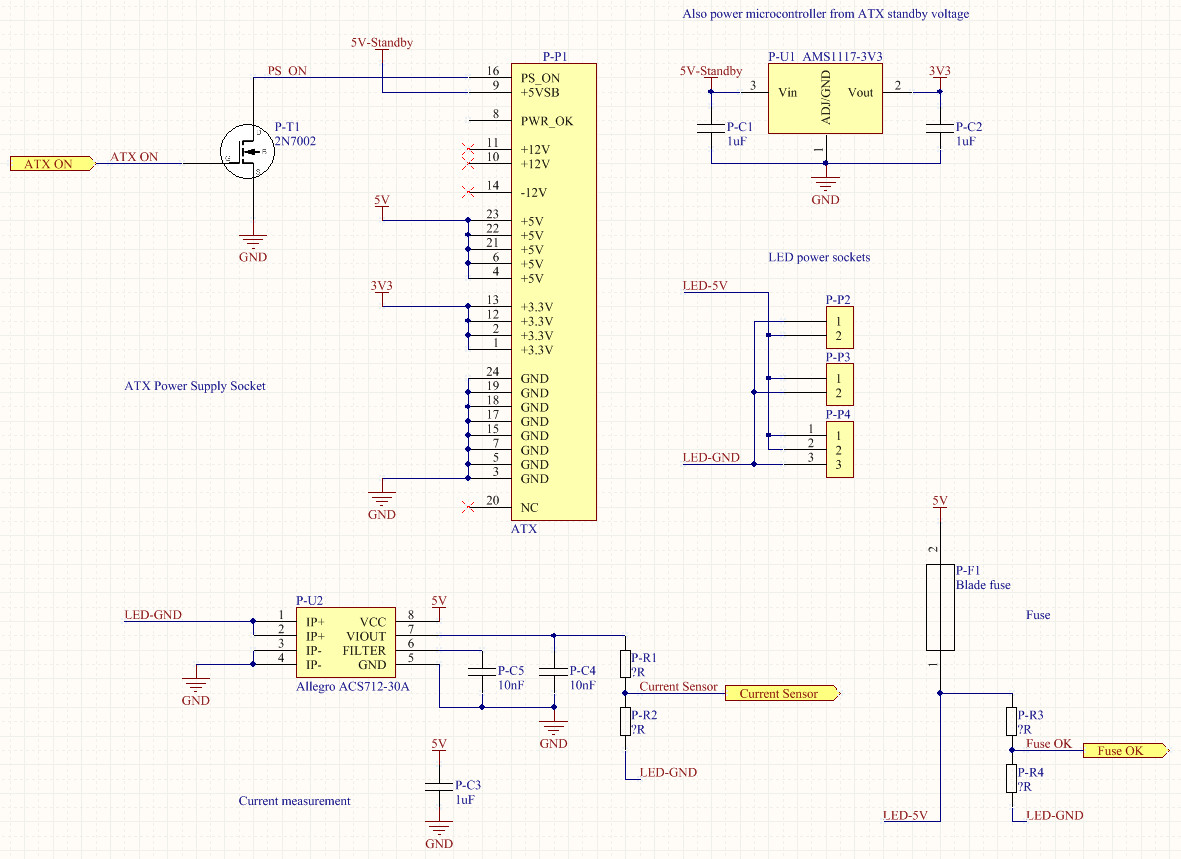 Also power microcontroller from ATX standby voltage
5V-Standby
P-P1
PS_ON
16
PS_ON
9
+5VSB
8
PWR_OK
11
+12V
10
+12V
14
-12V
23
+5V
22
+5V
21
+5V
6
+5V
4
+5V
13
+3.3V
12
+3.3V
2
+3.3V
1
+3.3V
24
GND
19
GND
18
GND
17
GND
15
GND
7
GND
5
GND
3
GND
20
NC
ATX
P-T1
2N7002
D
G
S
ATX ON
ATX ON
GND
5V
3V3
GND
ATX Power Supply Socket
P-U1 AMS1117-3V3
5V-Standby
3
Vin
ADJ/GND
Vout
2
3V3
1
P-C1
1uF
P-C2
1uF
GND
LED power sockets
LED-5V
P-P2
1
2
P-P3
1
2
P-P4
1
1
2
2
3
3
LED-GND
P-U2
LED-GND
1
IP+
2
IP+
3
IP-
4
IP-
VCC
8
VIOUT
7
FILTER
6
GND
5
Allegro ACS712-30A
GND
5V
P-C5
10nF
P-C4
10nF
GND
P-R1
?R
Current Sensor
Current Sensor
P-R2
?R
LED-GND
5V
P-C3
1uF
GND
Current measurement
5V
2
P-F1
Blade fuse
1
Fuse
P-R3
?R
Fuse OK
Fuse OK
P-R4
?R
LED-5V
LED-GND